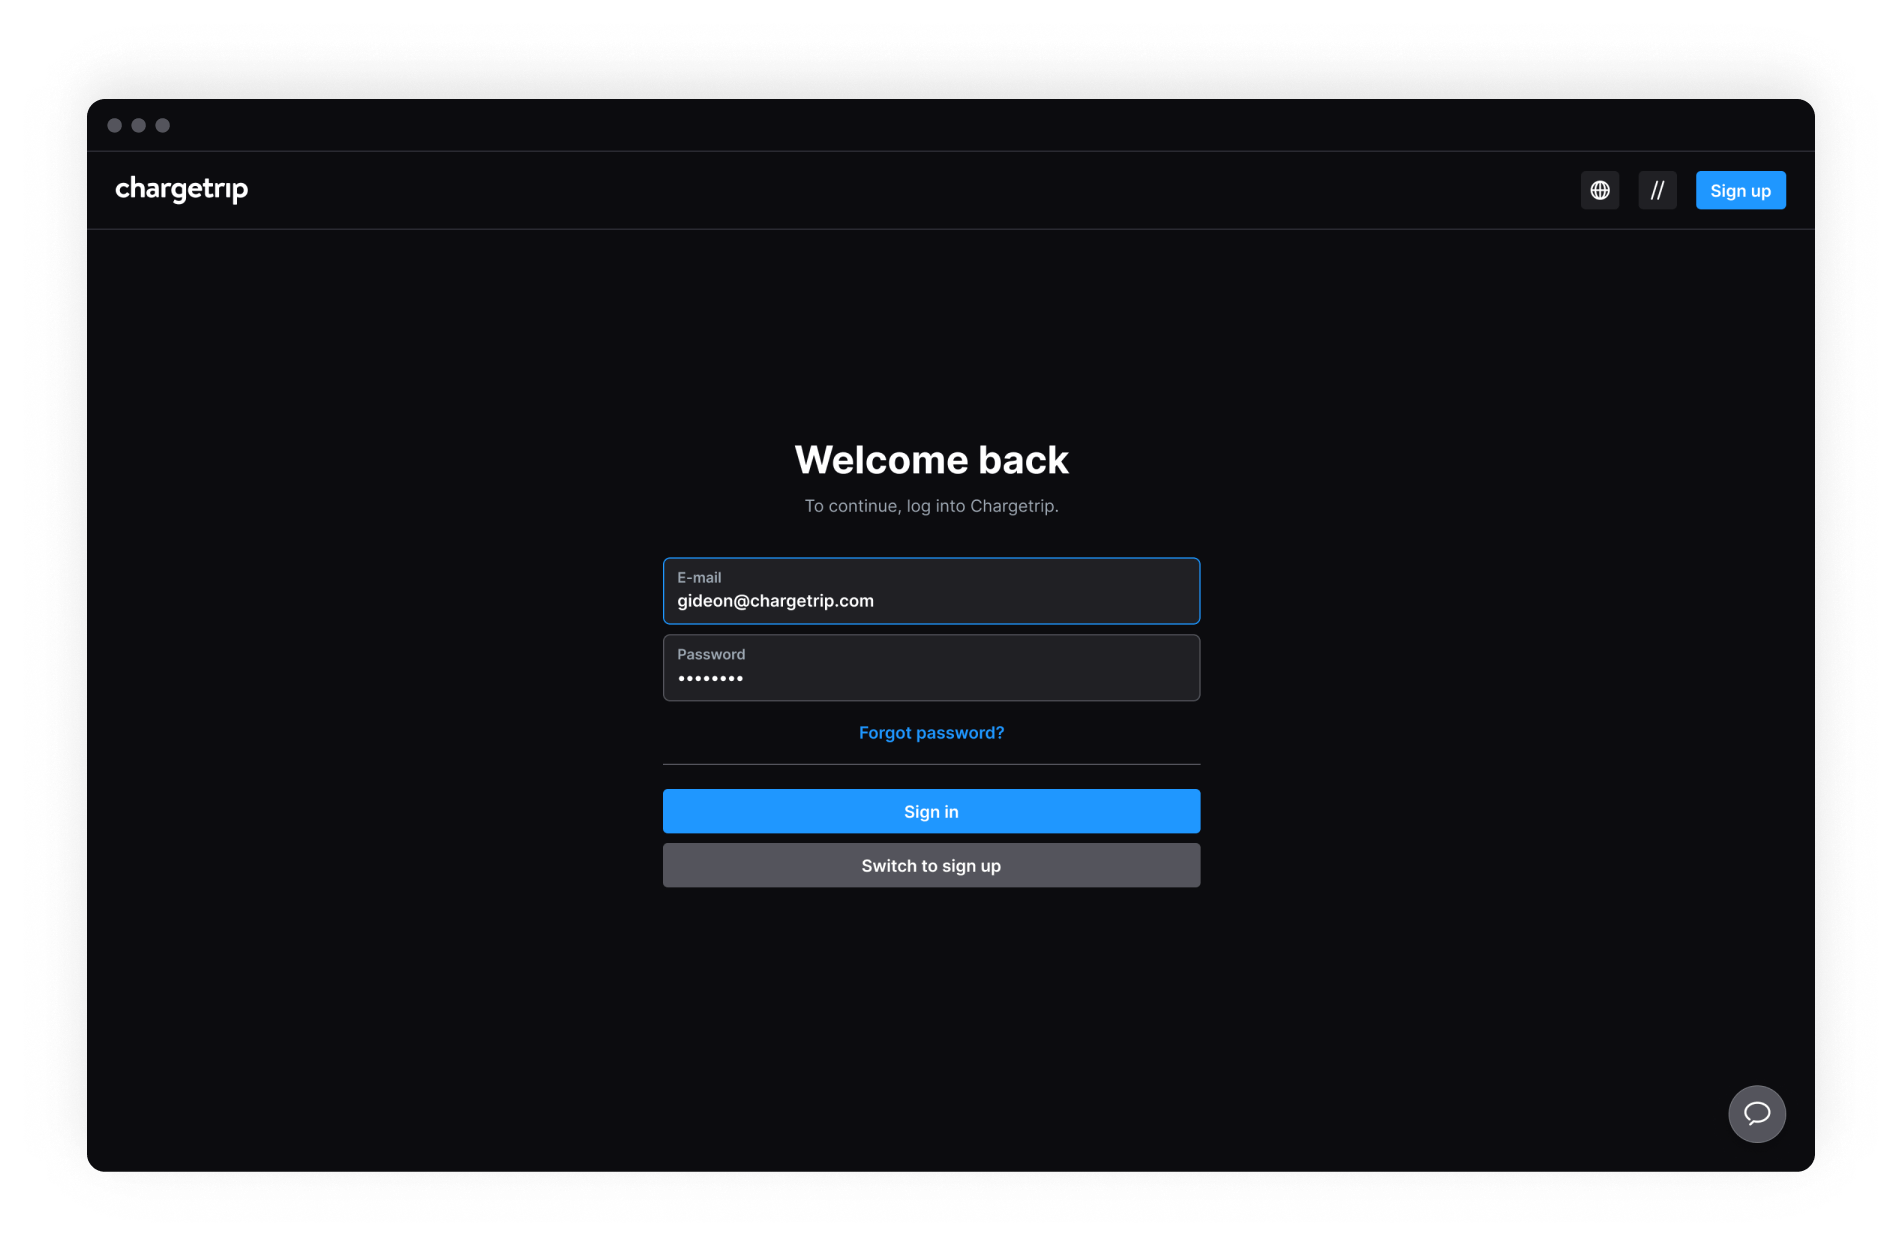 chargetrip
//
Sign up
Welcome back
To continue, log into Chargetrip.
E-mail
gideon@chargetrip.com
Password
••••••••
Forgot password?
Sign in
Switch to sign up